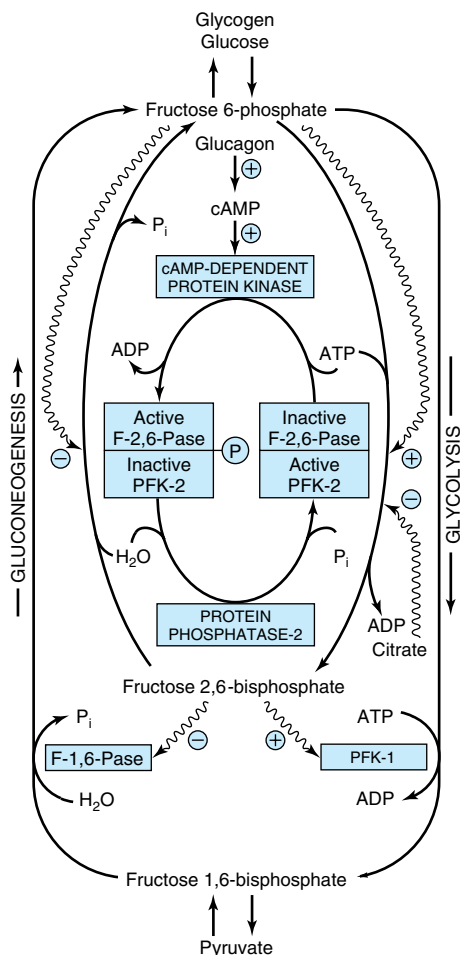 Glycogen
Glucose
Fructose 6-phosphate
Glucagon
+
cAMP
+
Pi
cAMP-DEPENDENT
PROTEIN KINASE
ADP
ATP
Active
F-2,6-Pase
Inactive
PFK-2
P
Inactive
F-2,6-Pase
Active
PFK-2
−
+
−
GLUCONEOGENESIS
GLYCOLYSIS
H2O
Pi
PROTEIN
PHOSPHATASE-2
ADP
Citrate
Fructose 2,6-bisphosphate
Pi
−
+
ATP
F-1,6-Pase
PFK-1
H2O
ADP
Fructose 1,6-bisphosphate
Pyruvate